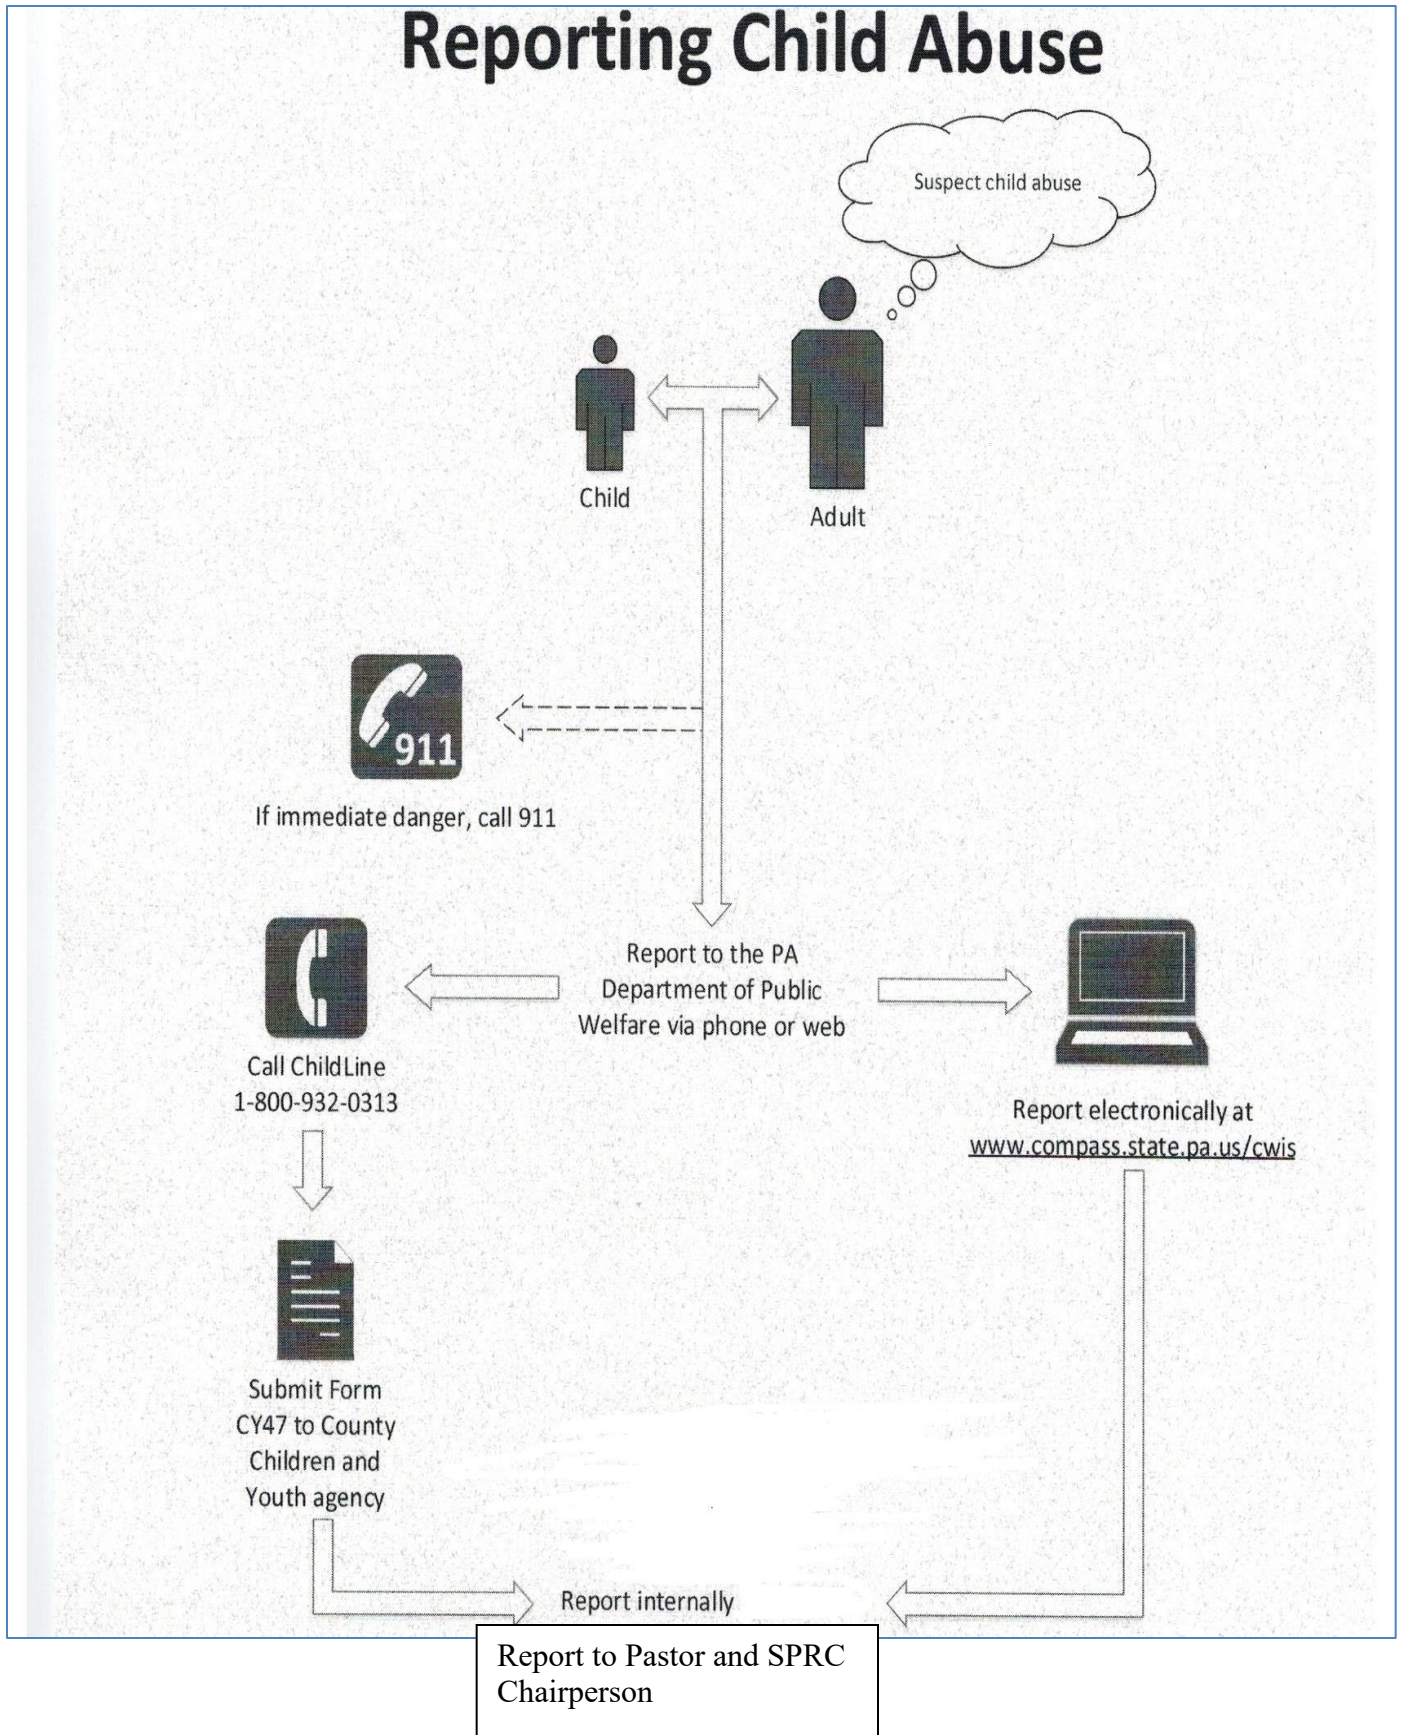 Reporting Child Abuse
Suspect child abuse
Child
Adult
911
If immediate danger, call 911
Report to the PA
Department of Public
Welfare via phone or web
Call ChildLine
1-800-932-0313
Report electronically at
www.compass.state.pa.us/cwis
Submit Form
CY47 to County
Children and
Youth agency
Report internally
Report to Pastor and SPRC
Chairperson